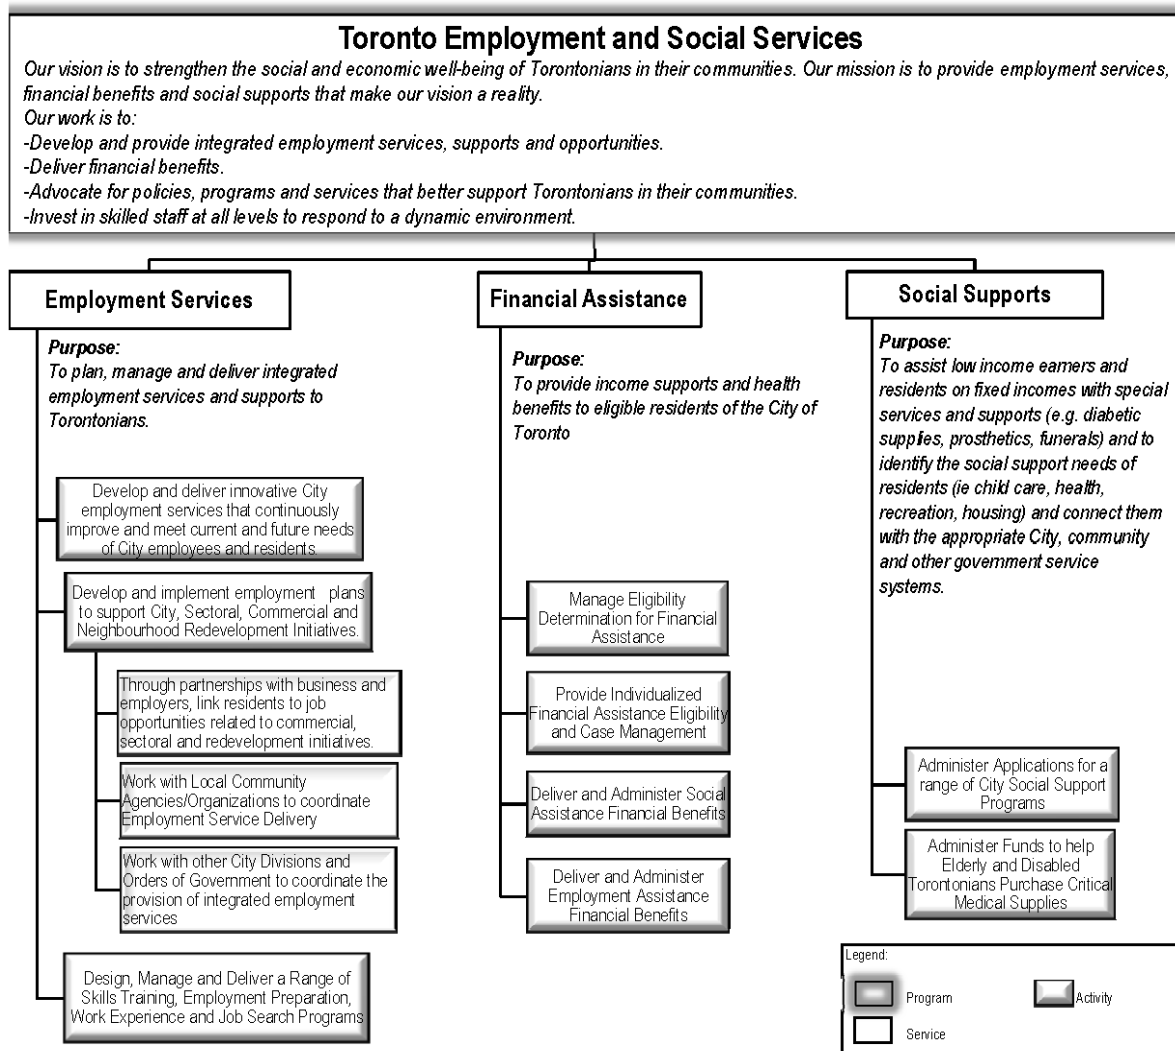 Toronto Employment and Social Services
Our vision is to strengthen the social and economic well-being of Torontonians in their communities. Our mission is to provide employment services,
financial benefits and social supports that make our vision a reality.
Our work is to:
-Develop and provide integrated employment services, supports and opportunities.
-Deliver financial benefits.
-Advocate for policies, programs and services that better support Torontonians in their communities.
-Invest in skilled staff at all levels to respond to a dynamic environment.
Employment Services
Purpose:
To plan, manage and deliver integrated
employment services and supports to
Torontonians.
Develop and deliver innovative City
employment services that continuously
improve and meet current and future needs
of City employees and residents.
Develop and implement employment plans
to support City, Sectoral, Commercial and
Neighbourhood Redevelopment Initiatives.
Through partnerships with business and
employers, link residents to job
opportunities related to commercial,
sectoral and redevelopment initiatives.
Work with Local Community
Agencies/Organizations to coordinate
Employment Service Delivery
Work with other City Divisions and
Orders of Government to coordinate the
provision of integrated employment
services
Design, Manage and Deliver a Range of
Skills Training, Employment Preparation,
Work Experience and Job Search Programs
Financial Assistance
Purpose:
To provide income supports and health
benefits to eligible residents of the City of
Toronto
Manage Eligibility
Determination for Financial
Assistance
Provide Individualized
Financial Assistance Eligibility
and Case Management
Deliver and Administer Social
Assistance Financial Benefits
Deliver and Administer
Employment Assistance
Financial Benefits
Social Supports
Purpose:
To assist low income earners and
residents on fixed incomes with special
services and supports (e.g. diabetic
supplies, prosthetics, funerals) and to
identify the social support needs of
residents (ie child care, health,
recreation, housing) and connect them
with the appropriate City, community
and other government service
systems.
Administer Applications for a
range of City Social Support
Programs
Administer Funds to help
Elderly and Disabled
Torontonians Purchase Critical
Medical Supplies
Legend:
Program
Activity
Service